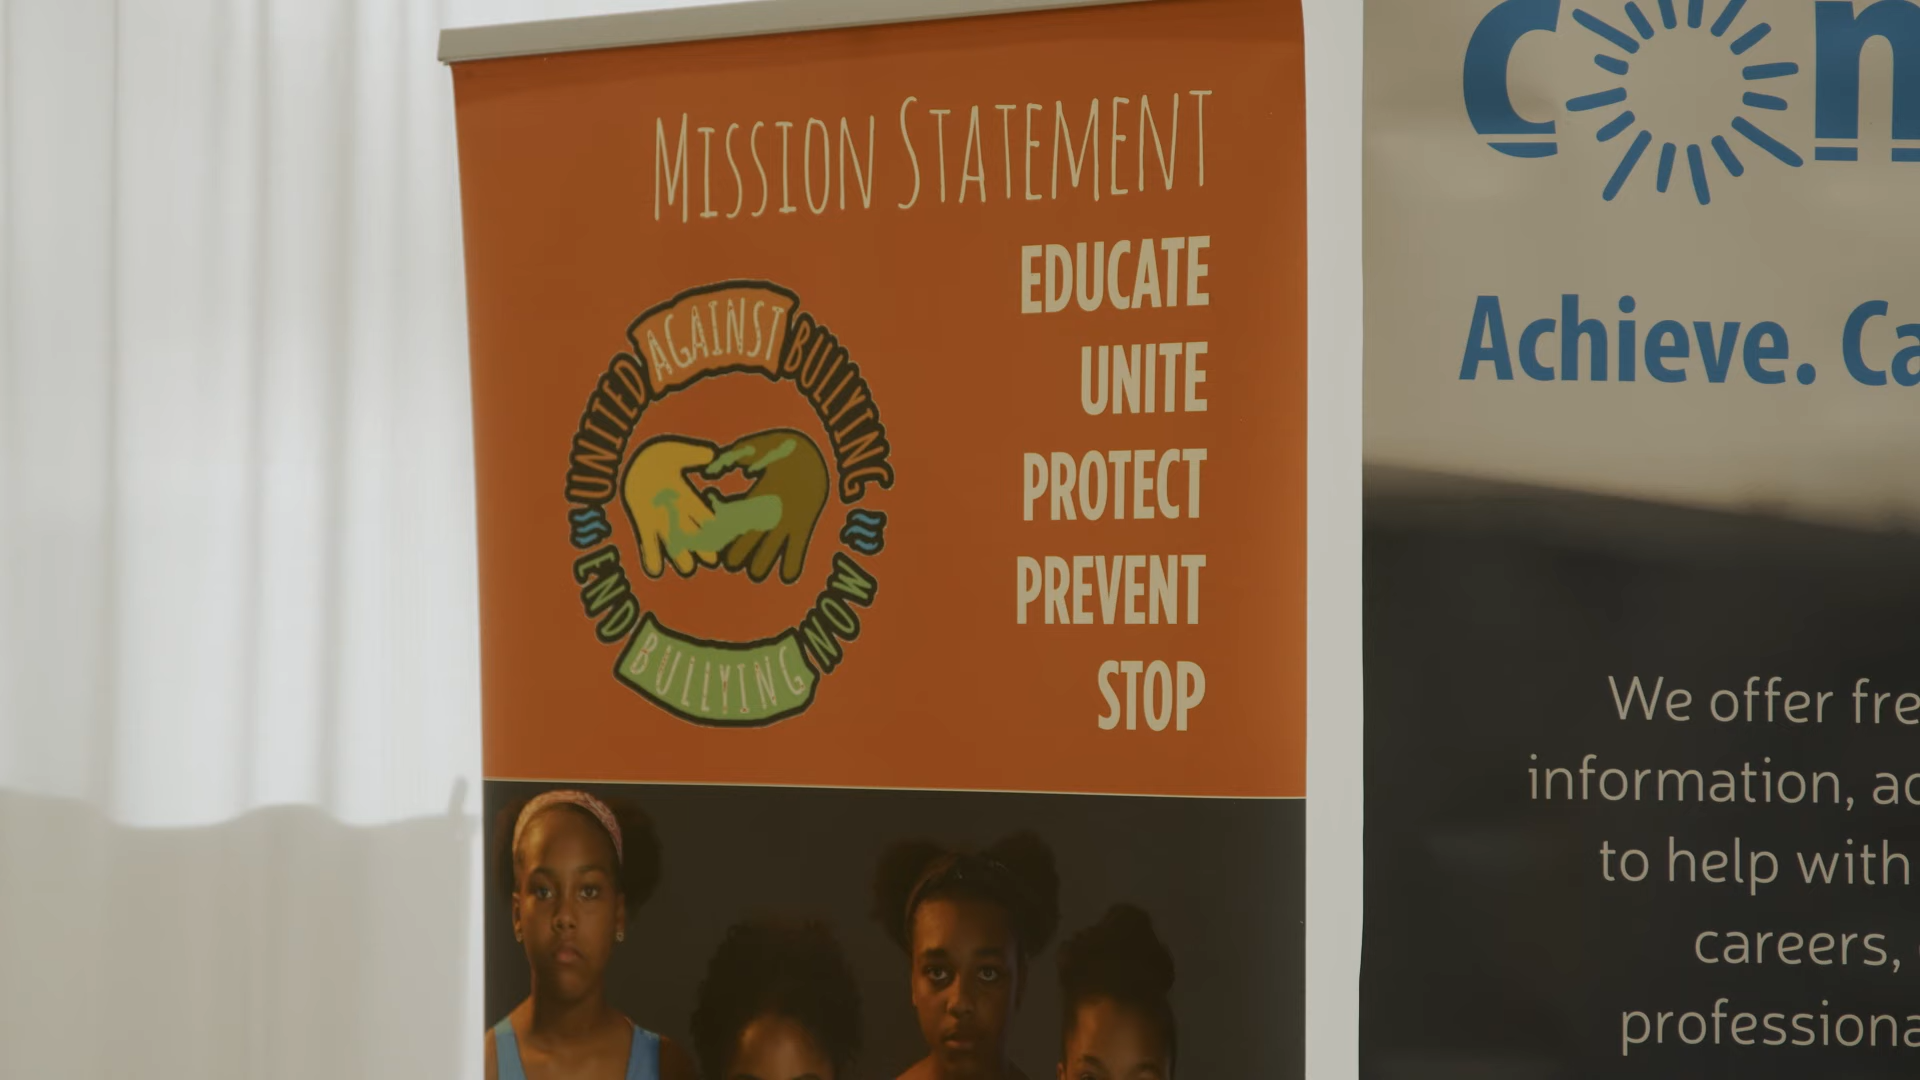 MISSION STATEMENT
EDUCATE
UNITE
PROTECT
PREVENT
STOP
UNITED AGAINST BULLYING
END BULLYING NOW
Achieve.
We offer
information,
to help with
careers,